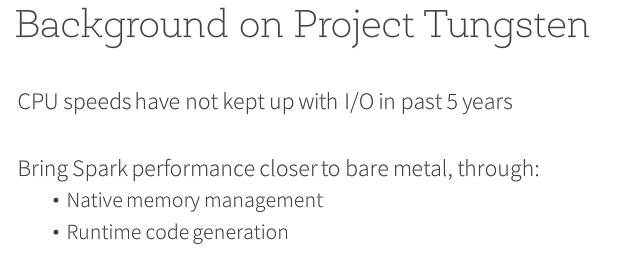 Background on Project Tungsten
CPU speeds have not kept up with I/O in past 5 years
Bring Spark performance closer to bare metal, through:
• Native memory management
• Runtime code generation